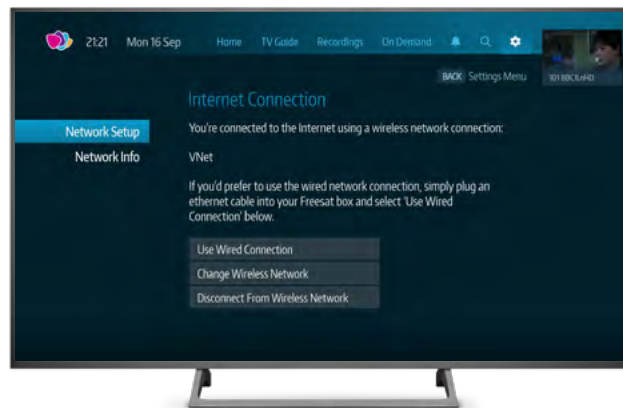 21:21 Mon 16 Sep Home TV Guide Recordings On Demand
BACK Settings Menu
101 BBC1LnHD
Internet Connection
Network Setup
Network Info
You're connected to the Internet using a wireless network connection:
VNet
If you'd prefer to use the wired network connection, simply plug an
ethernet cable into your Freesat box and select 'Use Wired
Connection' below.
Use Wired Connection
Change Wireless Network
Disconnect From Wireless Network